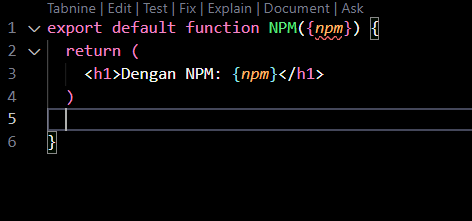 Tabnine | Edit | Test | Fix | Explain | Document | Ask
1 export default function NPM({npm}) {
2 return (
3 <h1>Dengan NPM: {npm}</h1>
4 )
5
6 }